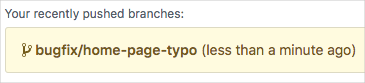 Your recently pushed branches:
bugfix/home-page-typo (less than a minute ago)